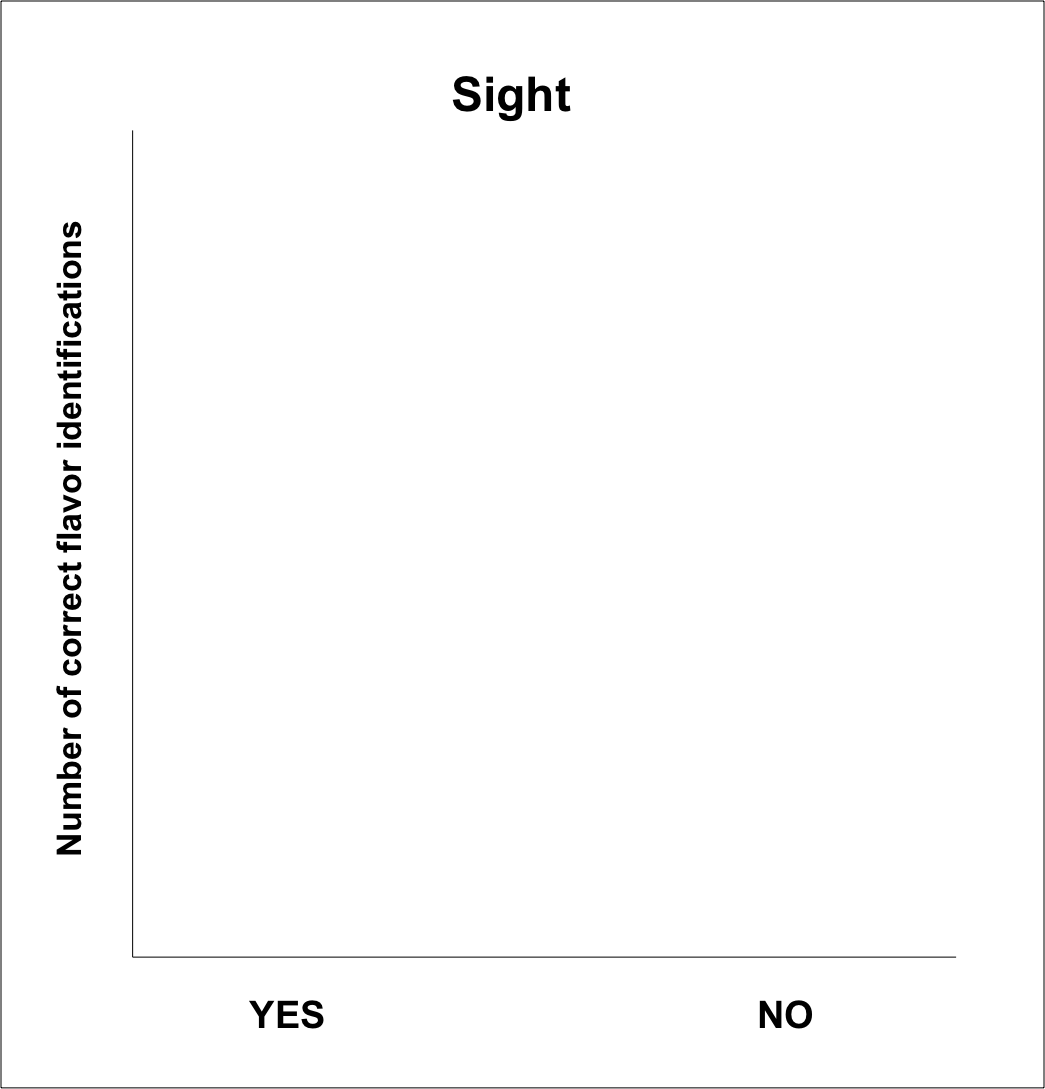 Sight
Number of correct flavor identifications
YES
NO